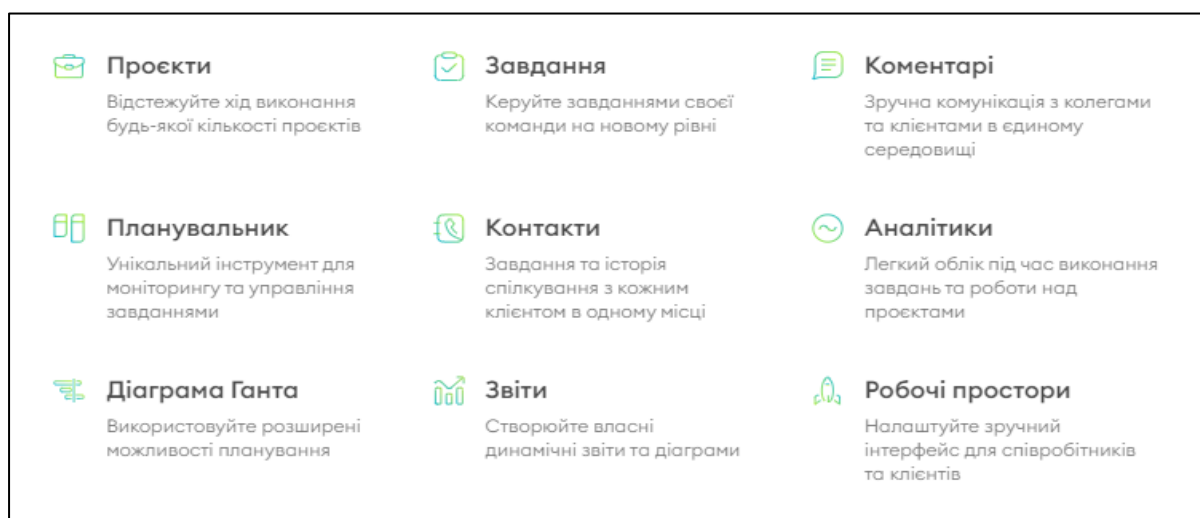 Проєкти
Відстежуйте хід виконання
будь-якої кількості проєктів
Завдання
Керуйте завданнями своєї
команди на новому рівні
Коментарі
Зручна комунікація з колегами
та клієнтами в єдиному
середовищі
Планувальник
Унікальний інструмент для
моніторингу та управління
завданнями
Контакти
Завдання та історія
спілкування з кожним
клієнтом в одному місці
Аналітики
Легкий облік під час виконання
завдань та роботи над
проєктами
Діаграма Ганта
Використовуйте розширені
можливості планування
Звіти
Створюйте власні
динамічні звіти та діаграми
Робочі простори
Налаштуйте зручний
інтерфейс для співробітників
та клієнтів